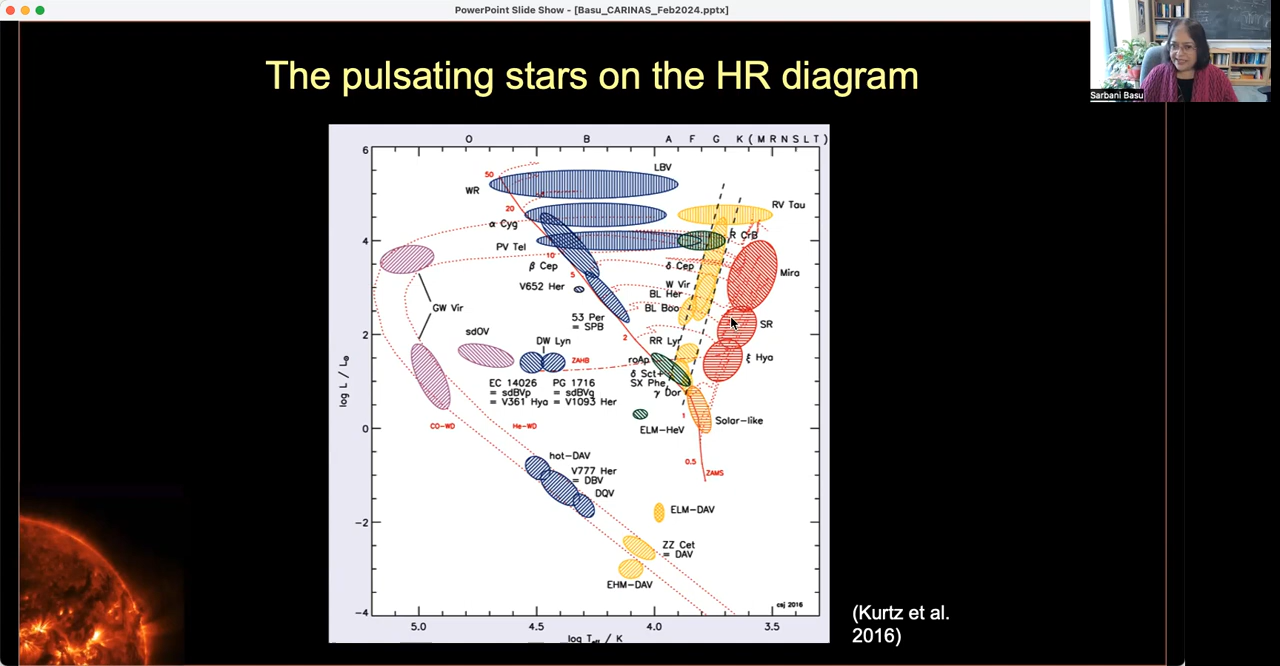 PowerPoint Slide Show - [Basu_CARINAS_Feb2024.pptx]
Sarbani Basu
The pulsating stars on the HR diagram
O B A F G K ( M R N S L T )
6
LBV
50
WR
RV Tau
20
α Cyg
R CrB
4
PV Tel
10
β Cep
δ Cep
Mira
5
V652 Her
W Vir
BL Her
GW Vir
BL Boo
53 Per
= SPB
SR
2
2
sdOV
DW Lyn
RR Lyr
ZAHB
roAp
ξ Hya
EC 14026
= sdBVp
= V361 Hya
PG 1716
= sdBVg
= V1093 Her
δ Sct+
SX Phe
γ Dor
log L / L⊙
1
Solar-like
0
CO-WD
He-WD
ELM-HeV
hot-DAV
0.5
ZAMS
V777 Her
= DBV
DQV
-2
ELM-DAV
ZZ Cet
= DAV
EHM-DAV
csj 2016
-4
5.0 4.5 4.0 3.5
log Teff / K
(Kurtz et al.
2016)